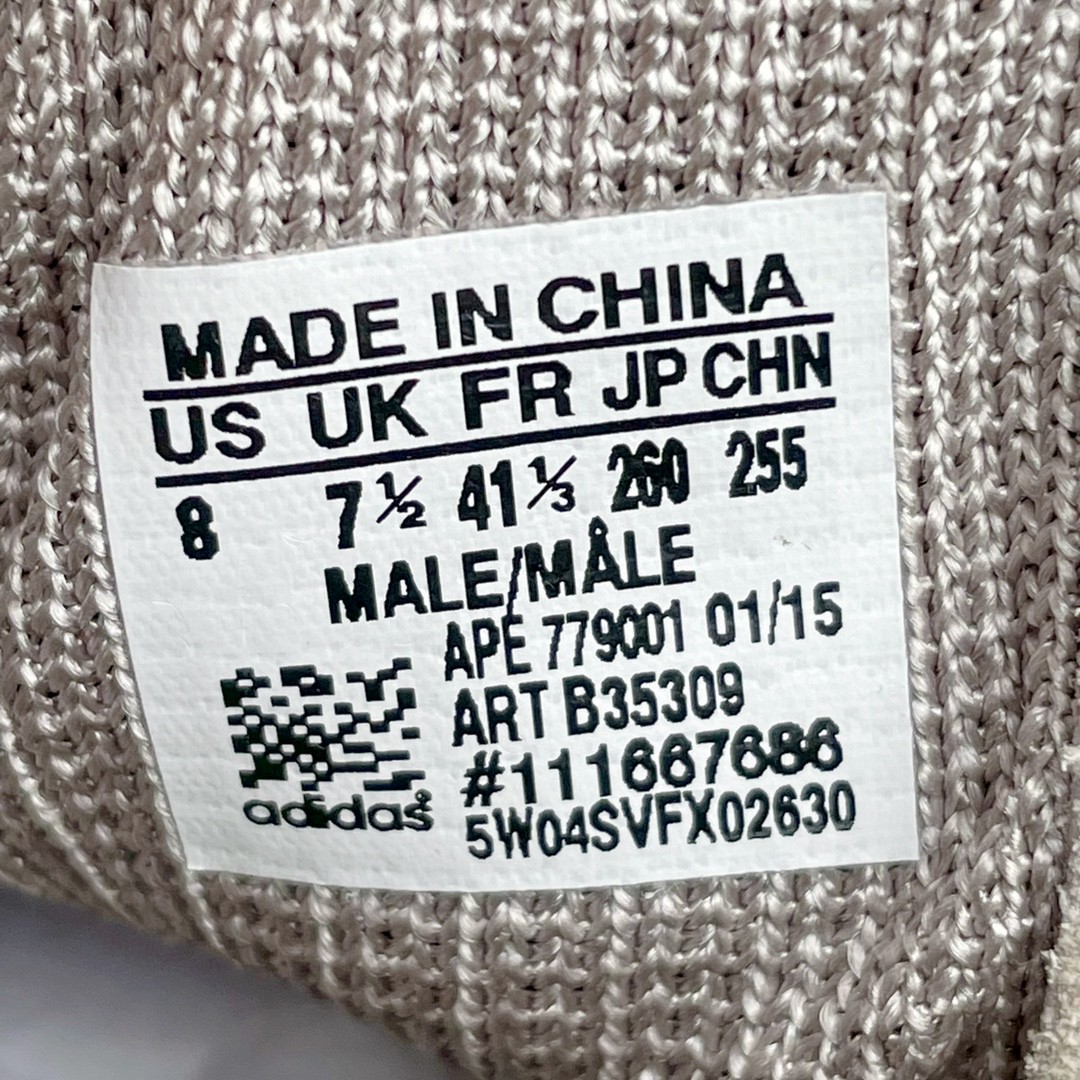 MADE IN CHINA
US UK FR JP CHN
8 7½ 41⅓ 260 255
MALE/MÂLE
APE 779001 01/15
ART B35309
#111667686
adidas 5W04SVFX02630